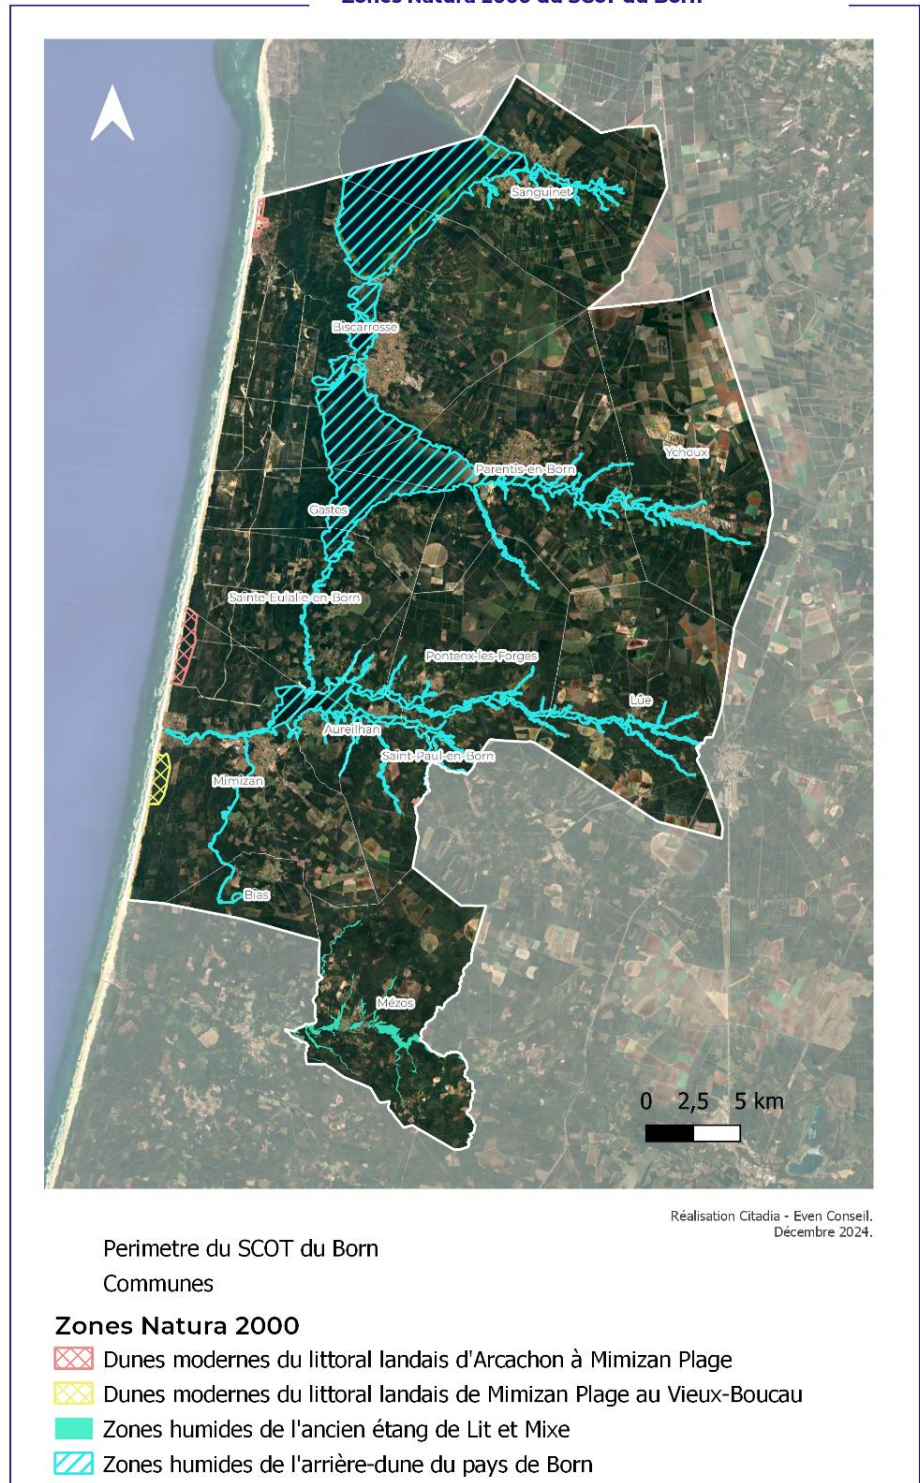 Zones Natura 2000 du SCOT du Born
Sanguinet
Biscarrosse
Ychoux
Parentis-en-Born
Gastes
Sainte-Eulalie-en-Born
Pontenx-les-Forges
Lüe
Aureilhan
Saint-Paul-en-Born
Mimizan
Bias
Mézos
0 2,5 5 km
Réalisation Citadia - Even Conseil.
Décembre 2024.
Perimetre du SCOT du Born
Communes
Zones Natura 2000
Dunes modernes du littoral landais d'Arcachon à Mimizan Plage
Dunes modernes du littoral landais de Mimizan Plage au Vieux-Boucau
Zones humides de l'ancien étang de Lit et Mixe
Zones humides de l'arrière-dune du pays de Born